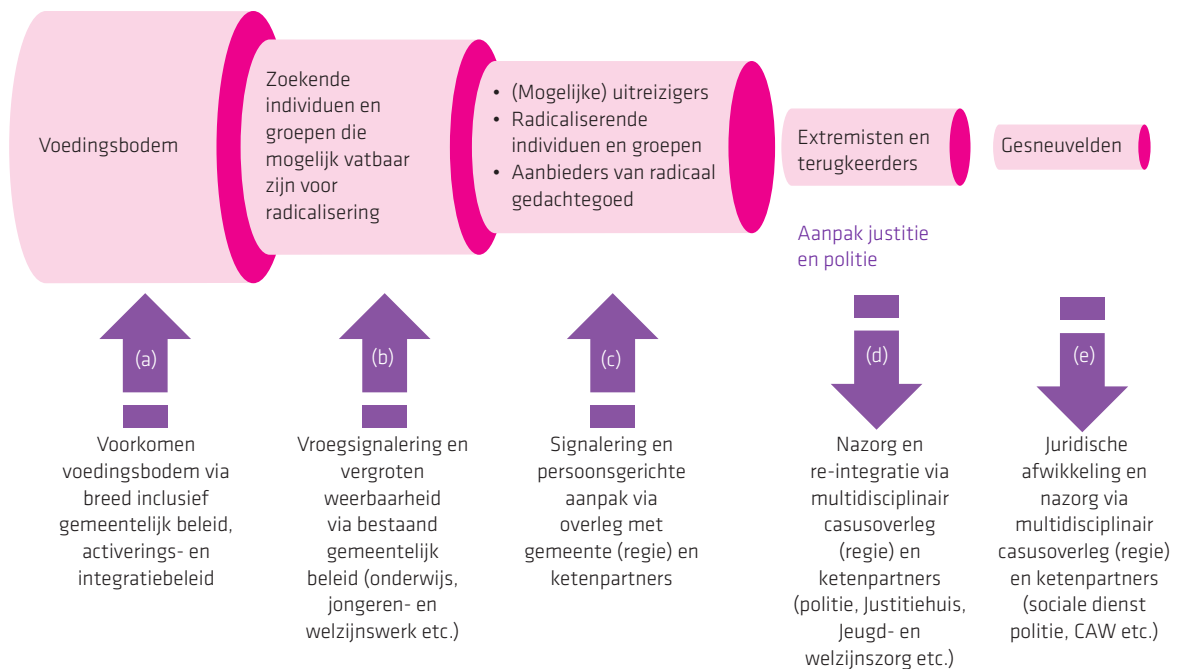 Voedingsbodem
Zoekende
individuen en
groepen die
mogelijk vatbaar
zijn voor
radicalisering
• (Mogelijke) uitreizigers
• Radicaliserende
individuen en groepen
• Aanbieders van radicaal
gedachtegoed
Extremisten en
terugkeerders
Gesneuvelden
Aanpak justitie
en politie
(a)
(b)
(c)
(d)
(e)
Voorkomen
voedingsbodem via
breed inclusief
gemeentelijk beleid,
activerings- en
integratiebeleid
Vroegsignalering en
vergroten
weerbaarheid
via bestaand
gemeentelijk
beleid (onderwijs,
jongeren- en
welzijnswerk etc.)
Signalering en
persoonsgerichte
aanpak via
overleg met
gemeente (regie) en
ketenpartners
Nazorg en
re-integratie via
multidisciplinair
casusoverleg
(regie) en
ketenpartners
(politie, Justitiehuis,
Jeugd- en
welzijnszorg etc.)
Juridische
afwikkeling en
nazorg via
multidisciplinair
casusoverleg (regie)
en ketenpartners
(sociale dienst
politie, CAW etc.)